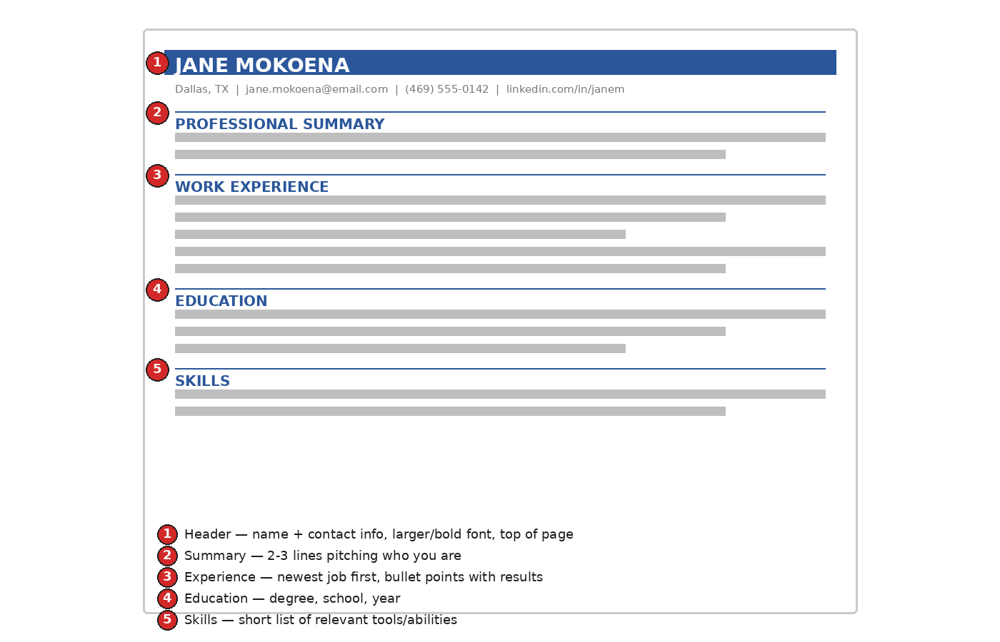 1 JANE MOKOENA
Dallas, TX | jane.mokoena@email.com | (469) 555-0142 | linkedin.com/in/janem
2
PROFESSIONAL SUMMARY
3
WORK EXPERIENCE
4
EDUCATION
5
SKILLS
1 Header — name + contact info, larger/bold font, top of page
2 Summary — 2-3 lines pitching who you are
3 Experience — newest job first, bullet points with results
4 Education — degree, school, year
5 Skills — short list of relevant tools/abilities